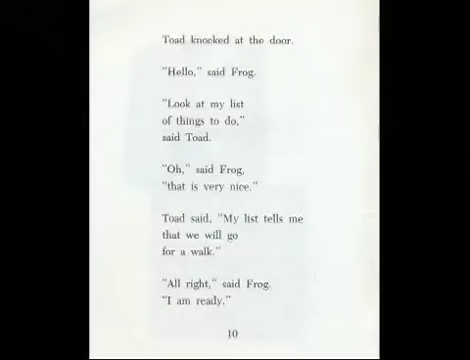 Toad knocked at the door.
"Hello," said Frog.
"Look at my list
of things to do,"
said Toad.
"Oh," said Frog,
"that is very nice."
Toad said, "My list tells me
that we will go
for a walk."
"All right," said Frog.
"I am ready."
10